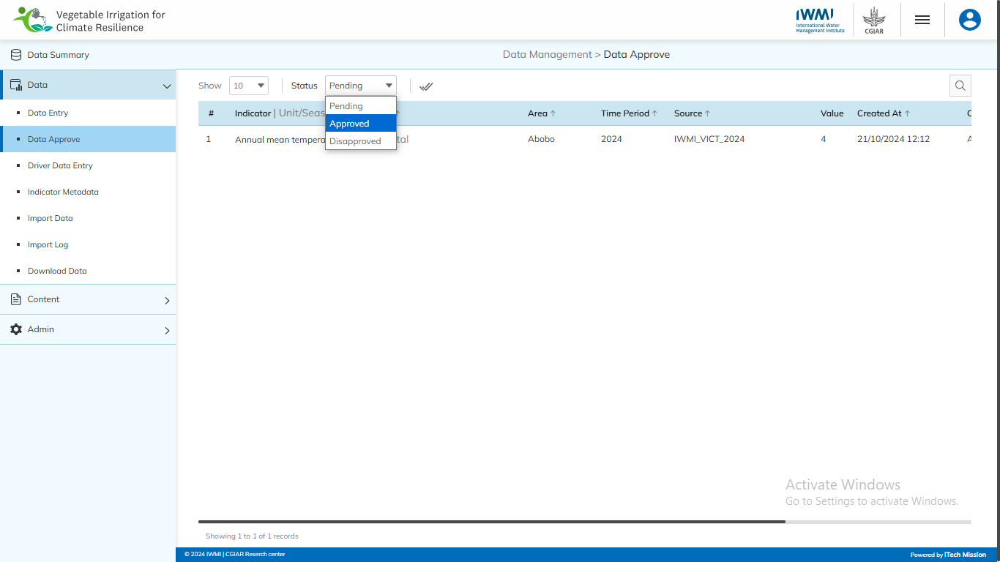 Vegetable Irrigation for
Climate Resilience
IWMI
International Water
Management Institute
CGIAR
Data Summary
Data Management > Data Approve
Data
Data Entry
Data Approve
Driver Data Entry
Indicator Metadata
Import Data
Import Log
Download Data
Content
Admin
Show 10 Status Pending
Pending
Approved
Disapproved
# Indicator | Unit/Seas Area ↑ Time Period ↑ Source ↑ Value Created At ↑
1 Annual mean tempera tal Abobo 2024 IWMI_VICT_2024 4 21/10/2024 12:12
Activate Windows
Go to Settings to activate Windows.
Showing 1 to 1 of 1 records
© 2024 IWMI | CGIAR Reserch center Powered by iTech Mission